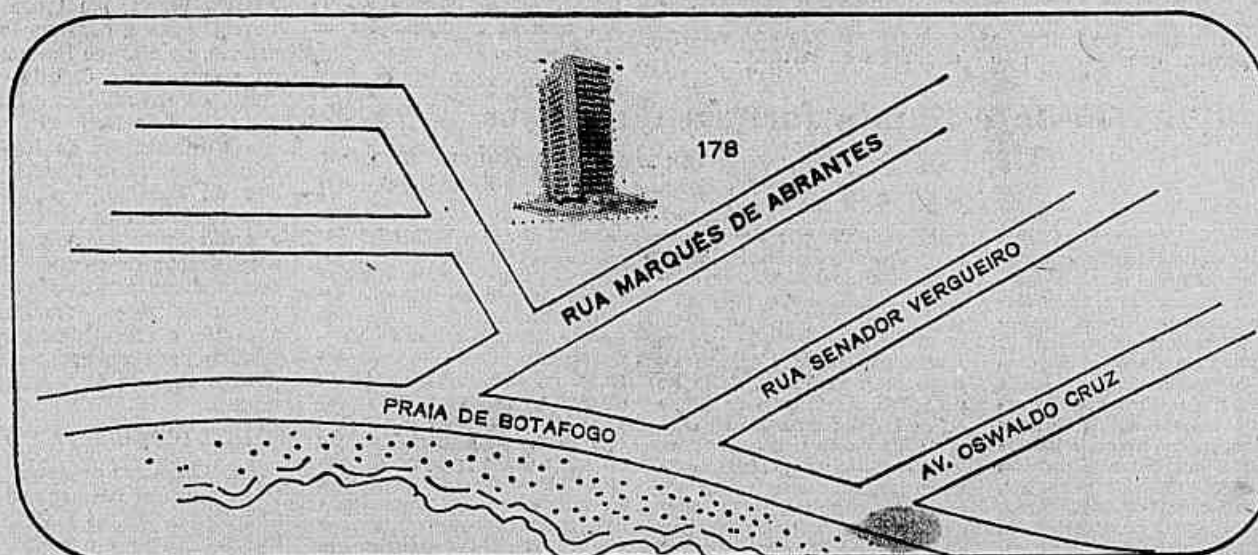 178
RUA MARQUÊS DE ABRANTES
RUA SENADOR VERGUEIRO
AV. OSWALDO CRUZ
PRAIA DE BOTAFOGO